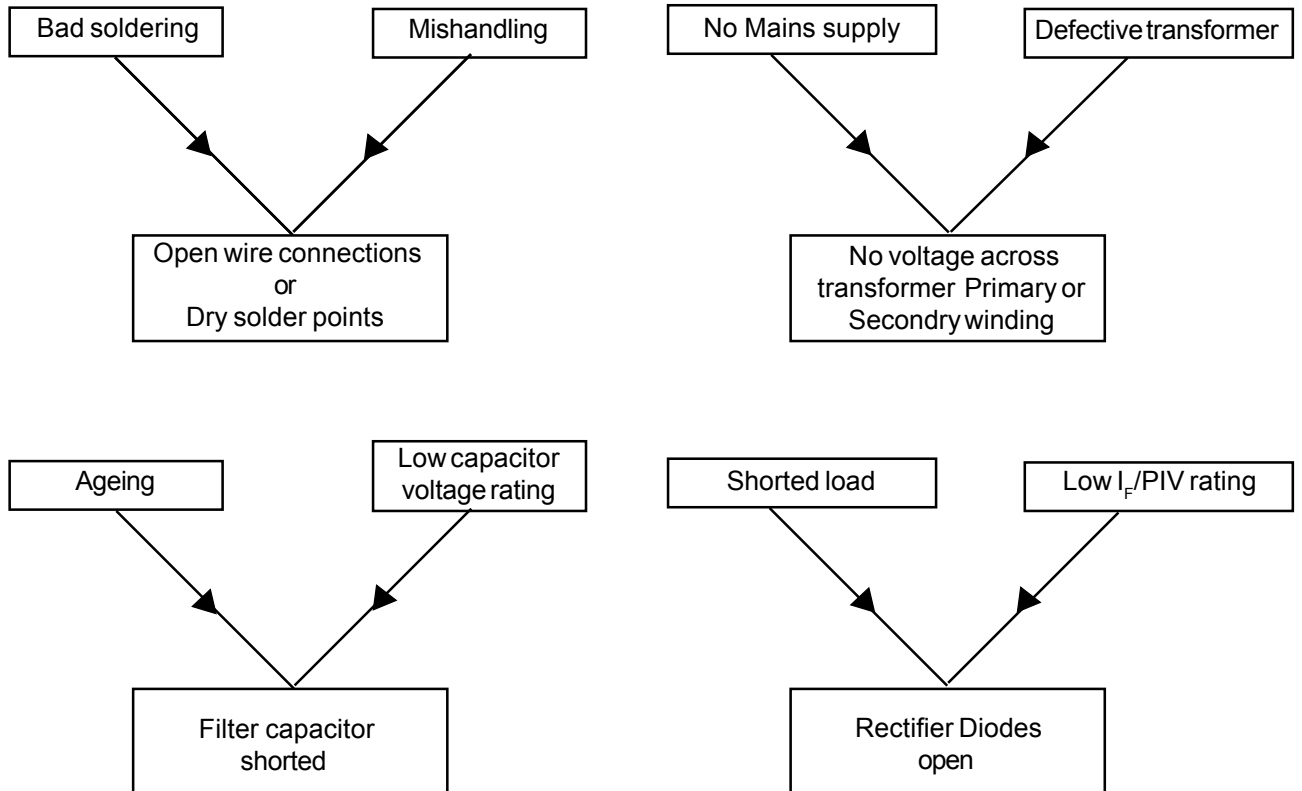 Bad soldering
Mishandling
No Mains supply
Defective transformer
Open wire connections
or
Dry solder points
No voltage across
transformer Primary or
Secondry winding
Ageing
Low capacitor
voltage rating
Shorted load
Low I_F/PIV rating
Filter capacitor
shorted
Rectifier Diodes
open